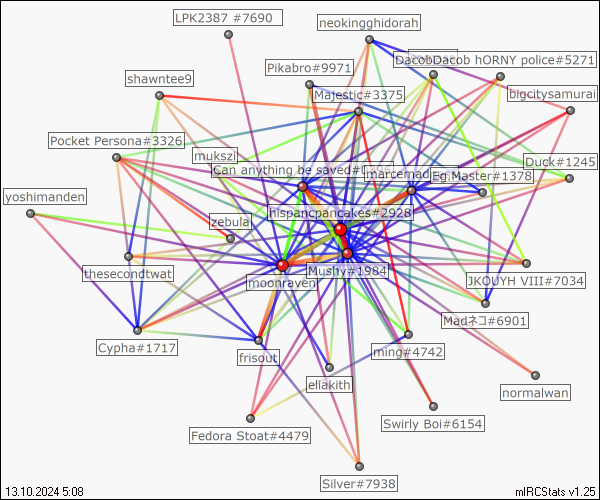 LPK2387 #7690
neokingghidorah
DacobDacob hORNY police#5271
Pikabro#9971
shawntee9
Majestic#3375
bigcitysamurai
Pocket Persona#3326
mukszi
Duck#1245
Can anything be saved#0
marcemad
Eg.Master#1378
yoshimanden
hispancpancakes#2928
zebula
thesecondtwat
Mushy#1984
moonraven
JKOUYH VIII#7034
Madネコ#6901
Cypha#1717
frisout
ming#4742
eliakith
normalwan
Swirly Boi#6154
Fedora Stoat#4479
Silver#7938
13.10.2024 5:08
mIRCStats v1.25